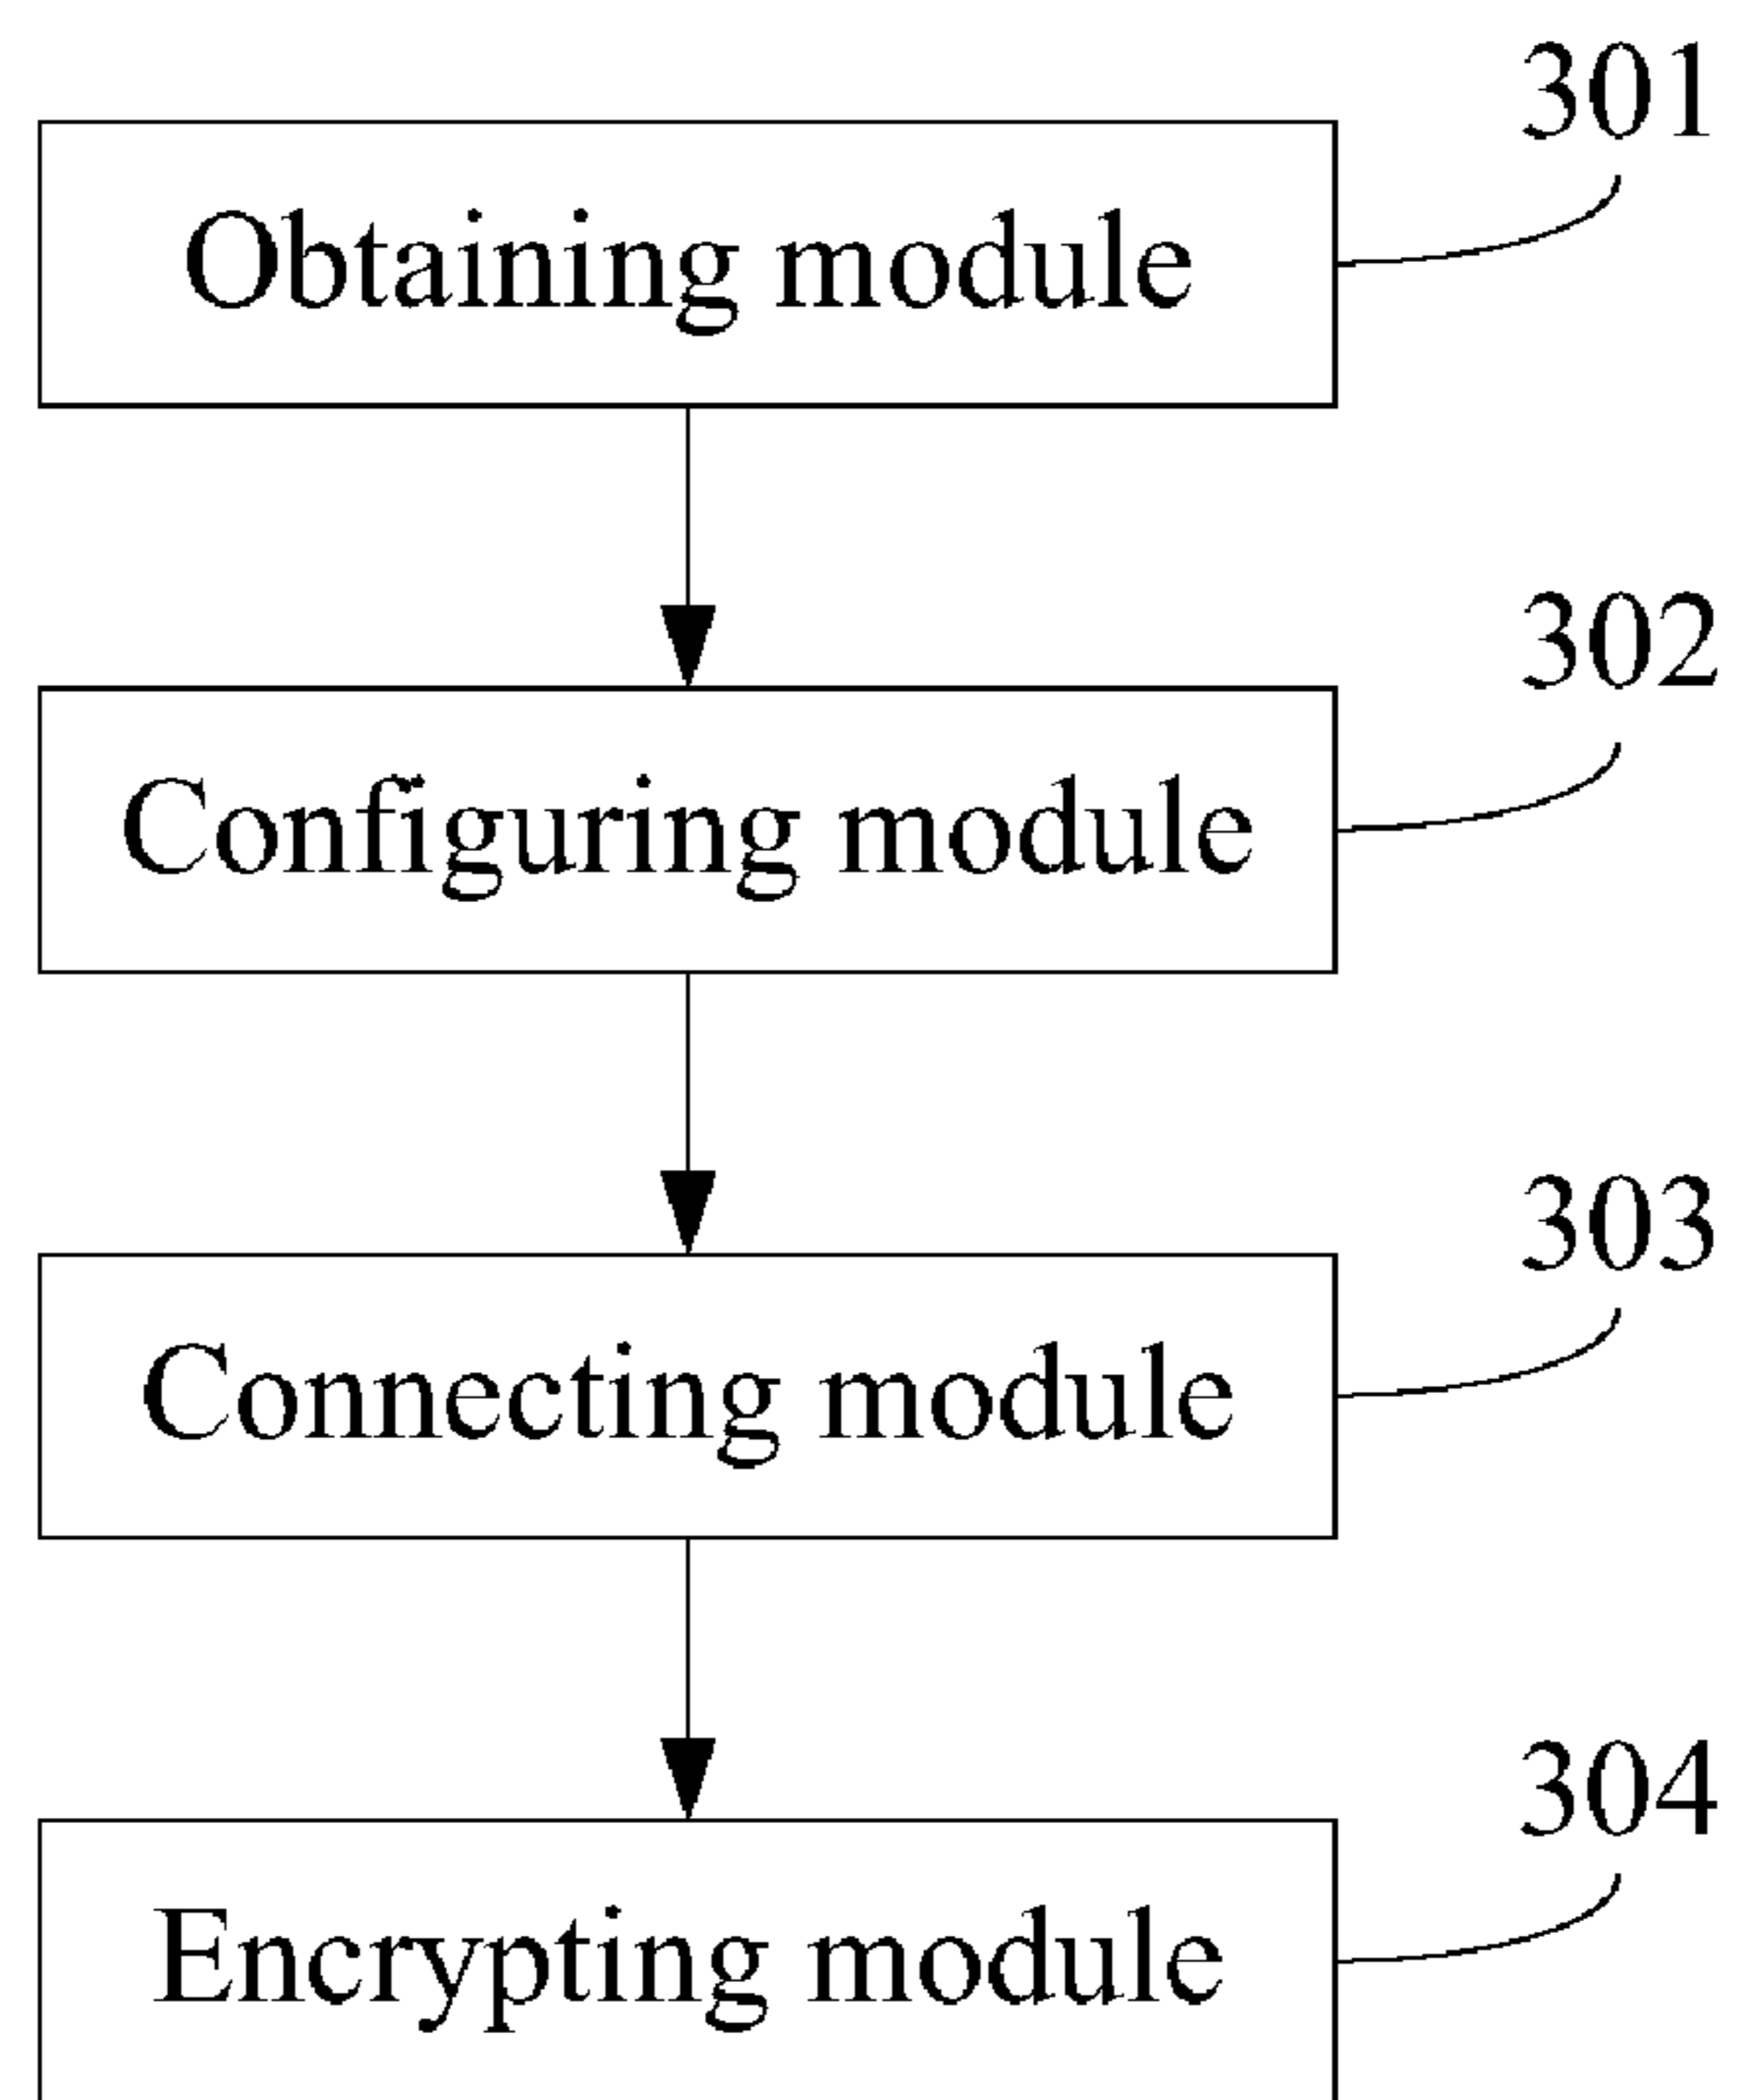 301
Obtaining module
302
Configuring module
303
Connecting module
304
Encrypting module